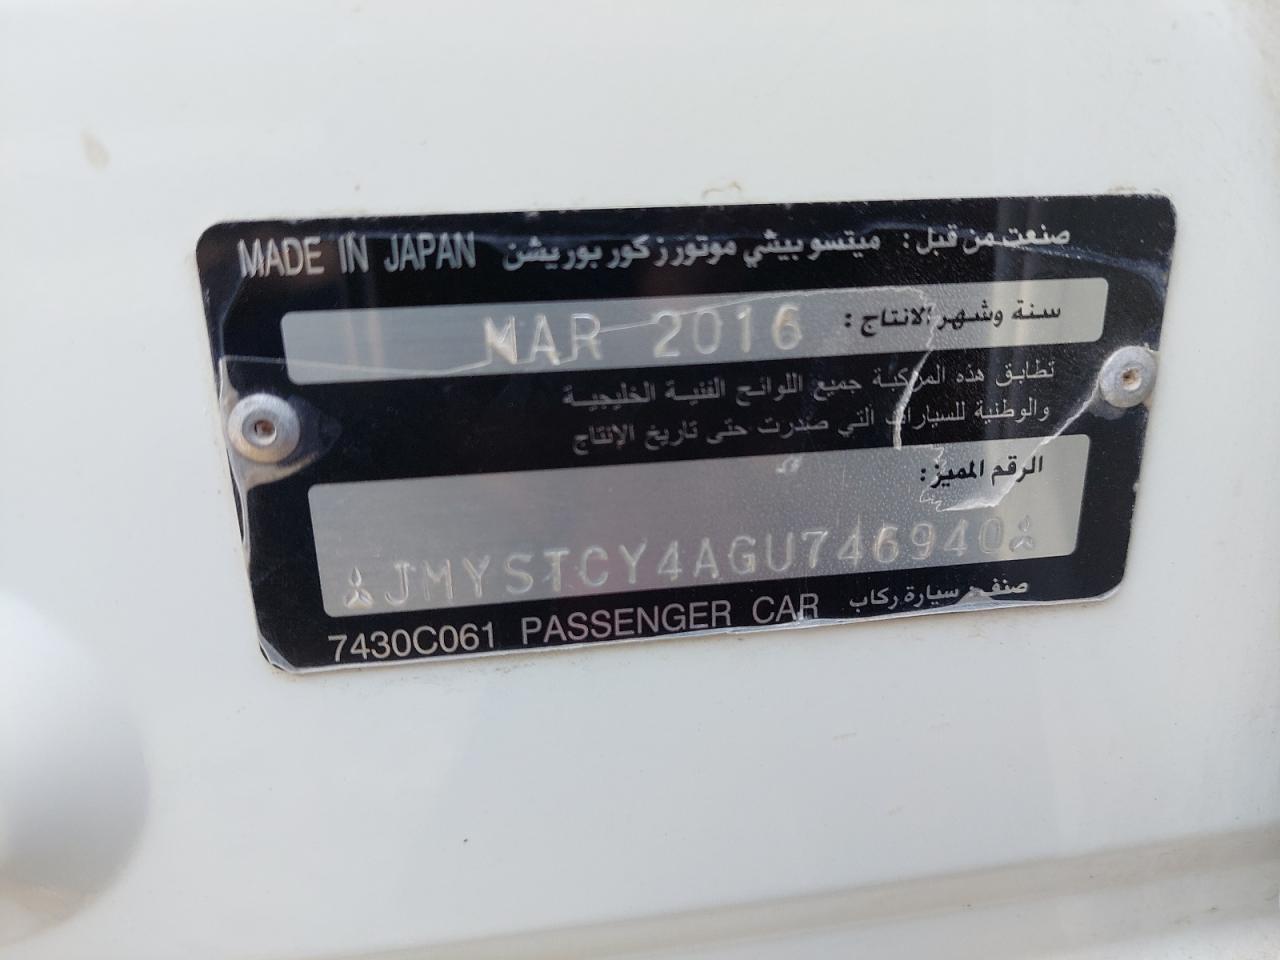 MADE IN JAPAN صنعت من قبل: ميتسوبيشي موتورز كوربوريشن
سنة وشهر الانتاج: MAR 2016
تطابق هذه المركبة جميع اللوائح الفنية الخليجية
والوطنية للسيارات التي صدرت حتى تاريخ الإنتاج
الرقم المميز:
JMYSTCY4AGU746940
7430C061 PASSENGER CAR صنف سيارة ركاب